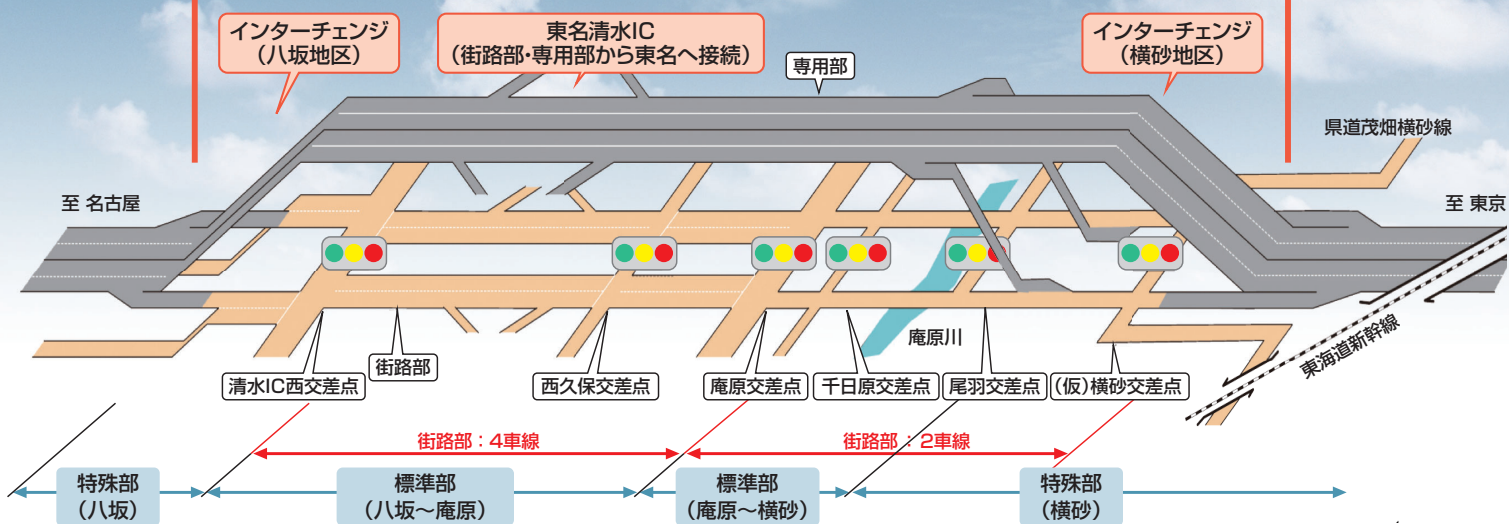 インターチェンジ
(八坂地区)
東名清水IC
(街路部・専用部から東名へ接続)
インターチェンジ
(横砂地区)
専用部
県道茂畑横砂線
至 名古屋
至 東京
庵原川
東海道新幹線
街路部
清水IC西交差点
西久保交差点
庵原交差点
千日原交差点
尾羽交差点
(仮)横砂交差点
街路部：4車線
街路部：2車線
特殊部
(八坂)
標準部
(八坂～庵原)
標準部
(庵原～横砂)
特殊部
(横砂)